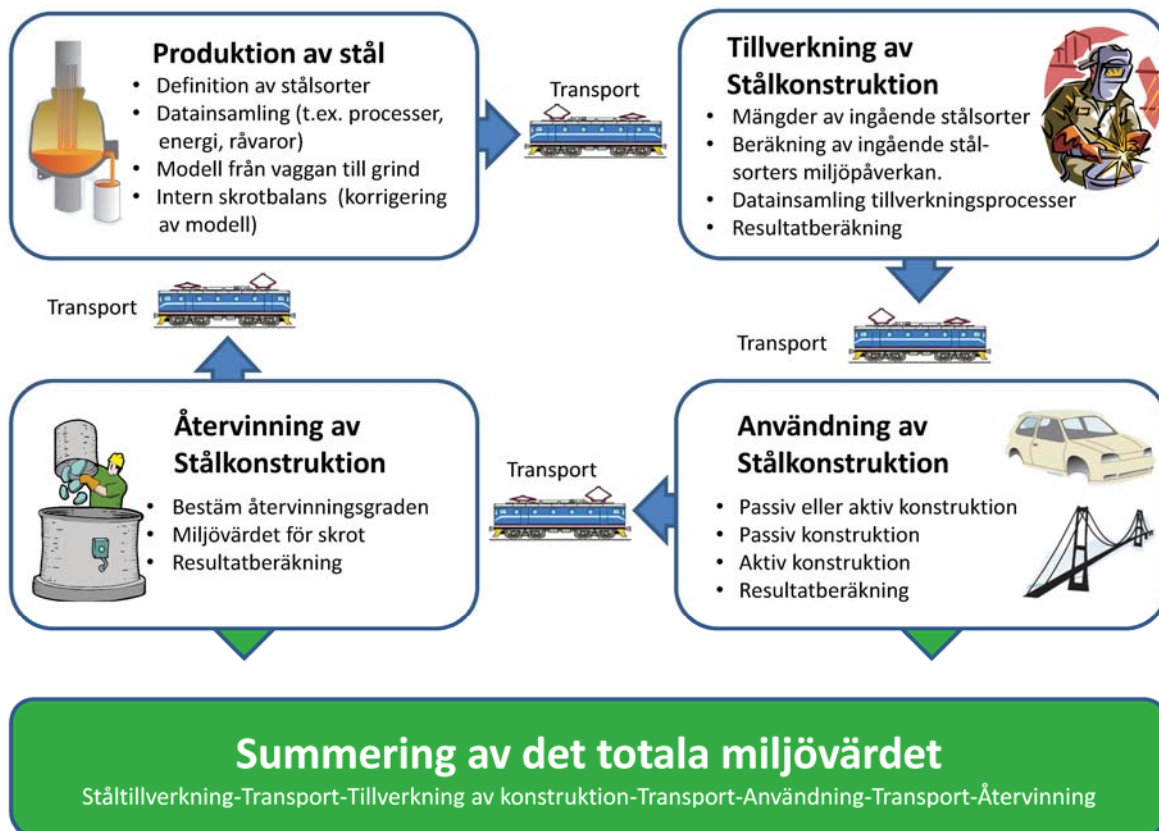 Produktion av stål
• Definition av stålsorter
• Datainsamling (t.ex. processer,
energi, råvaror)
• Modell från vaggan till grind
• Intern skrotbalans (korrigering
av modell)
Transport
Tillverkning av
Stålkonstruktion
• Mängder av ingående stålsorter
• Beräkning av ingående stål-
sorters miljöpåverkan.
• Datainsamling tillverkningsprocesser
• Resultatberäkning
Transport
Transport
Återvinning av
Stålkonstruktion
• Bestäm återvinningsgraden
• Miljövärdet för skrot
• Resultatberäkning
Transport
Användning av
Stålkonstruktion
• Passiv eller aktiv konstruktion
• Passiv konstruktion
• Aktiv konstruktion
• Resultatberäkning
Summering av det totala miljövärdet
Ståltillverkning-Transport-Tillverkning av konstruktion-Transport-Användning-Transport-Återvinning